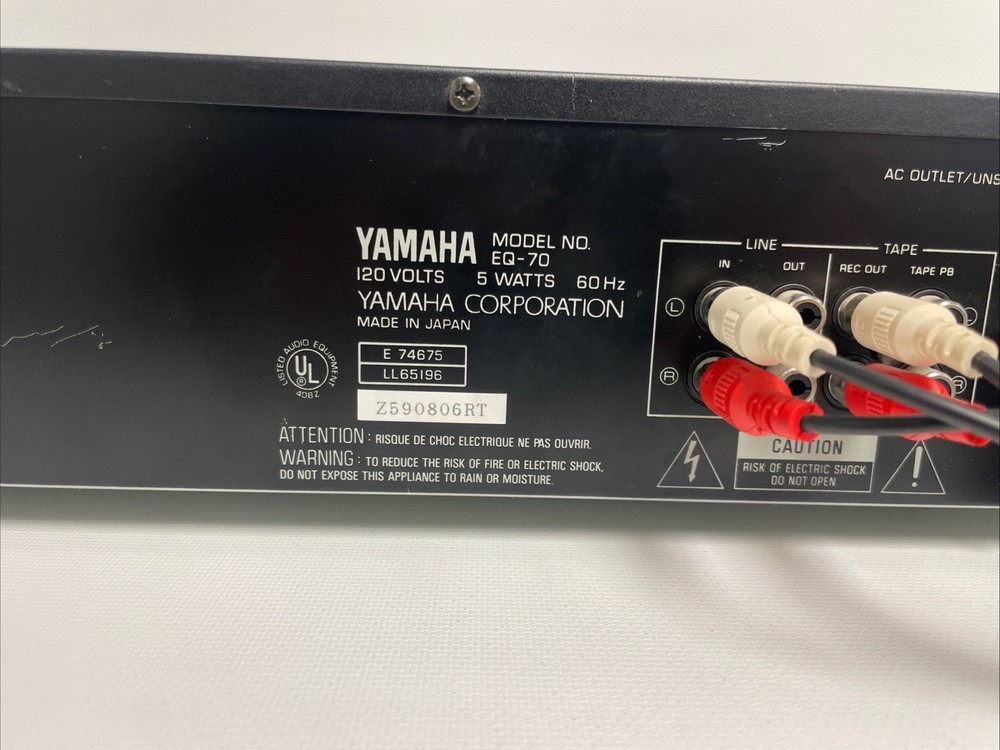 AC OUTLET/UNS
YAMAHA MODEL NO.
EQ-70
120 VOLTS 5 WATTS 60 Hz
YAMAHA CORPORATION
MADE IN JAPAN
LISTED AUDIO EQUIPMENT
UL
®
40BZ
E 74675
LL65196
Z590806RT
ATTENTION : RISQUE DE CHOC ELECTRIQUE NE PAS OUVRIR.
WARNING : TO REDUCE THE RISK OF FIRE OR ELECTRIC SHOCK,
DO NOT EXPOSE THIS APPLIANCE TO RAIN OR MOISTURE.
LINE TAPE
IN OUT REC OUT TAPE PB
L L
R R
CAUTION
RISK OF ELECTRIC SHOCK
DO NOT OPEN
!